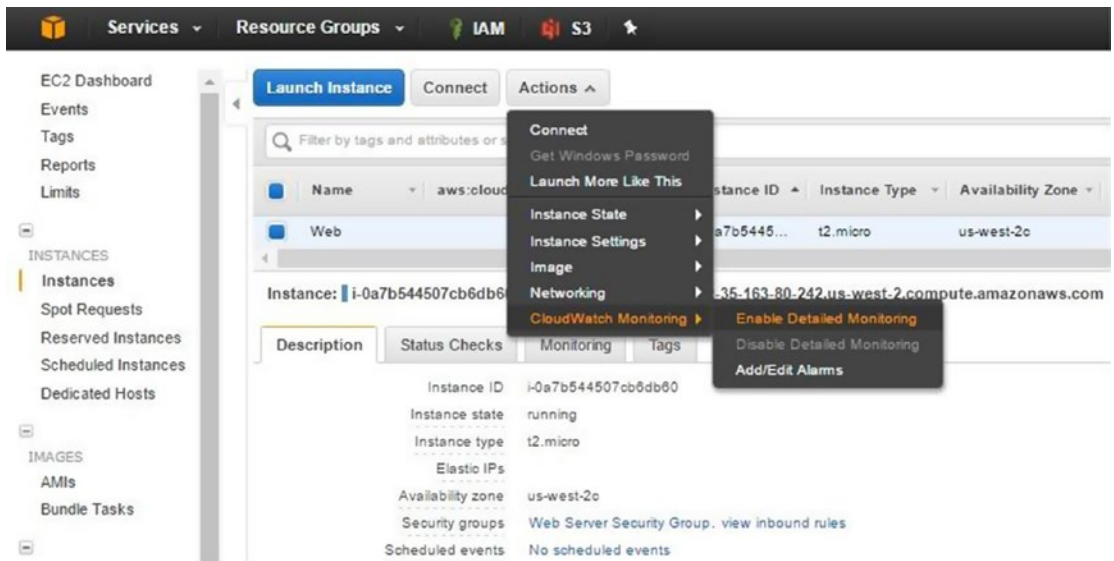 Services Resource Groups IAM S3
EC2 Dashboard
Events
Tags
Reports
Limits
INSTANCES
Instances
Spot Requests
Reserved Instances
Scheduled Instances
Dedicated Hosts
IMAGES
AMIs
Bundle Tasks
Launch Instance Connect Actions
Filter by tags and attributes or s
Name aws:cloud stance ID Instance Type Availability Zone
Web a7b5445... t2.micro us-west-2c
Connect
Get Windows Password
Launch More Like This
Instance State
Instance Settings
Image
Networking
CloudWatch Monitoring
Enable Detailed Monitoring
Disable Detailed Monitoring
Add/Edit Alarms
Instance: i-0a7b544507cb6db6 -35-163-80-242.us-west-2.compute.amazonaws.com
Description Status Checks Monitoring Tags
Instance ID i-0a7b544507cb6db60
Instance state running
Instance type t2.micro
Elastic IPs
Availability zone us-west-2c
Security groups Web Server Security Group. view inbound rules
Scheduled events No scheduled events